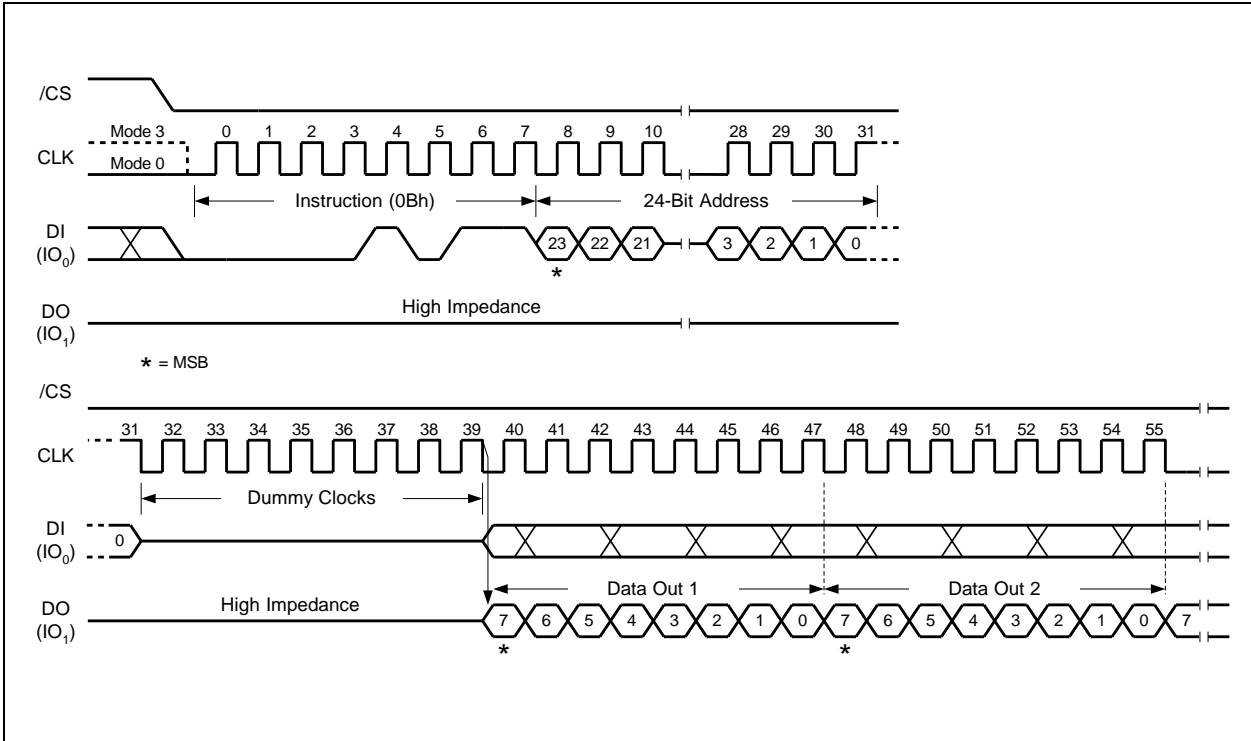 /CS
Mode 3 0 1 2 3 4 5 6 7 8 9 10 28 29 30 31
CLK
Mode 0
Instruction (0Bh) 24-Bit Address
DI
(IO0) 23 22 21 3 2 1 0
*
DO High Impedance
(IO1)
* = MSB
/CS
31 32 33 34 35 36 37 38 39 40 41 42 43 44 45 46 47 48 49 50 51 52 53 54 55
CLK
Dummy Clocks
DI
(IO0) 0
DO High Impedance Data Out 1 Data Out 2
(IO1) 7 6 5 4 3 2 1 0 7 6 5 4 3 2 1 0 7
* *